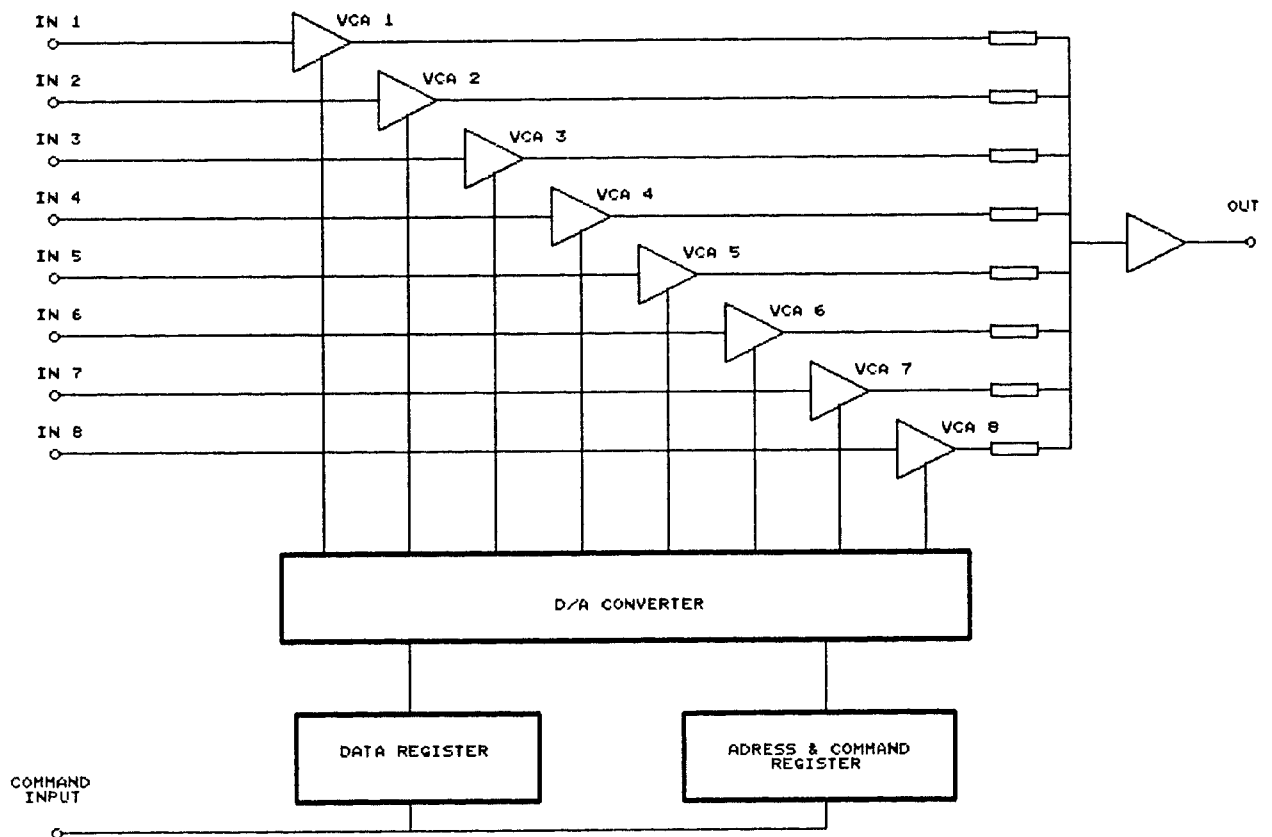 IN 1
VCA 1
IN 2
VCA 2
IN 3
VCA 3
IN 4
VCA 4
OUT
IN 5
VCA 5
IN 6
VCA 6
IN 7
VCA 7
IN 8
VCA 8
D/A CONVERTER
DATA REGISTER
ADRESS & COMMAND
REGISTER
COMMAND
INPUT